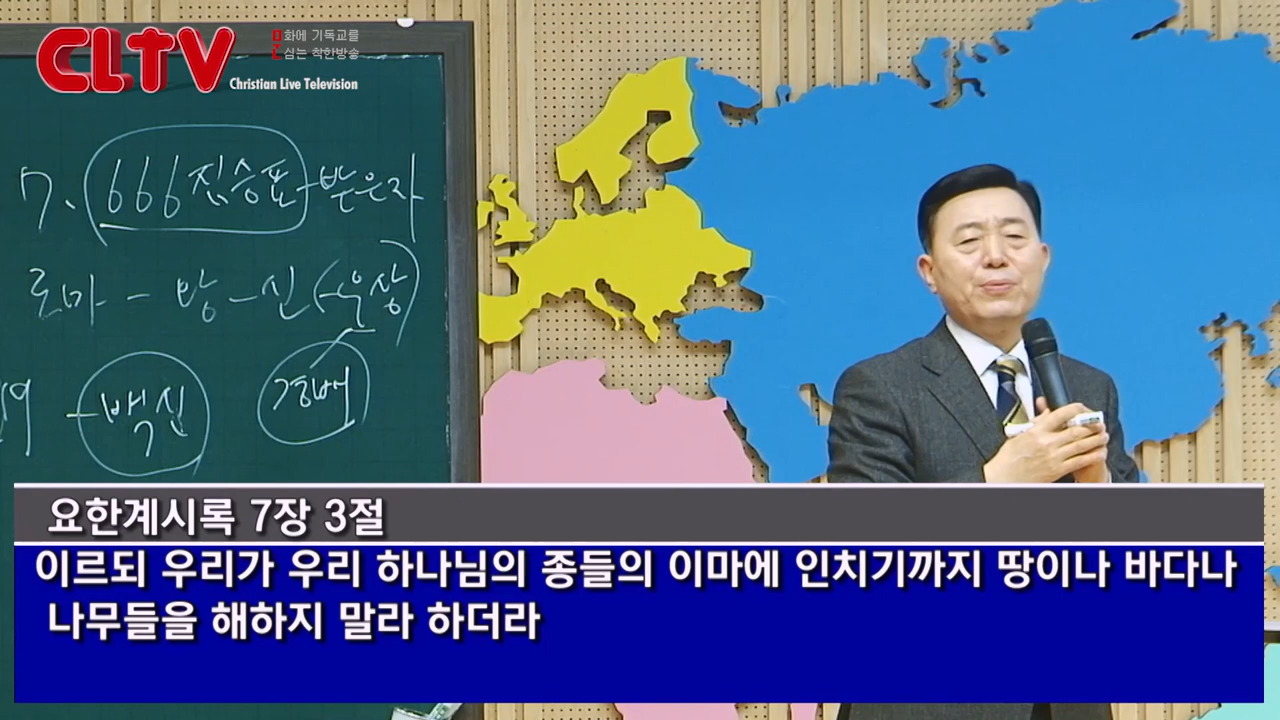 CLTV
문화에 기독교를
심는 착한방송
Christian Live Television
7. 666 짐승표 - 받은자
로마 - 왕 - 신 (우상)
19 - 백신 경배
요한계시록 7장 3절
이르되 우리가 우리 하나님의 종들의 이마에 인치기까지 땅이나 바다나
나무들을 해하지 말라 하더라